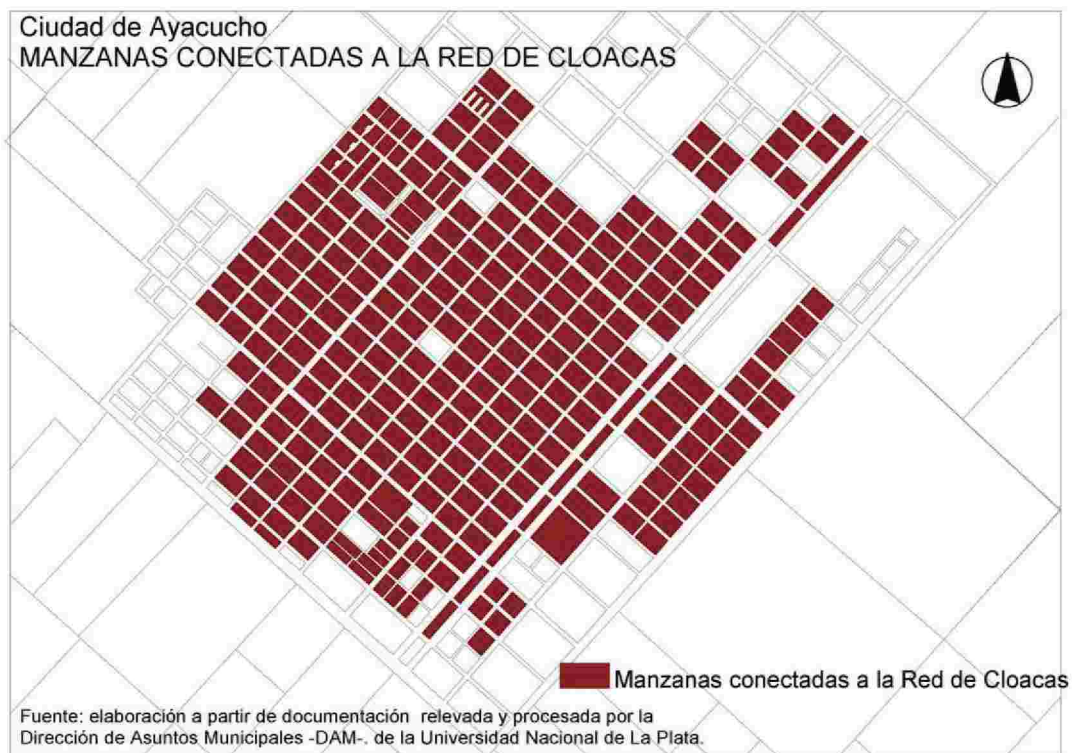 Ciudad de Ayacucho
MANZANAS CONECTADAS A LA RED DE CLOACAS
Manzanas conectadas a la Red de Cloacas
Fuente: elaboración a partir de documentación relevada y procesada por la
Dirección de Asuntos Municipales -DAM-. de la Universidad Nacional de La Plata.